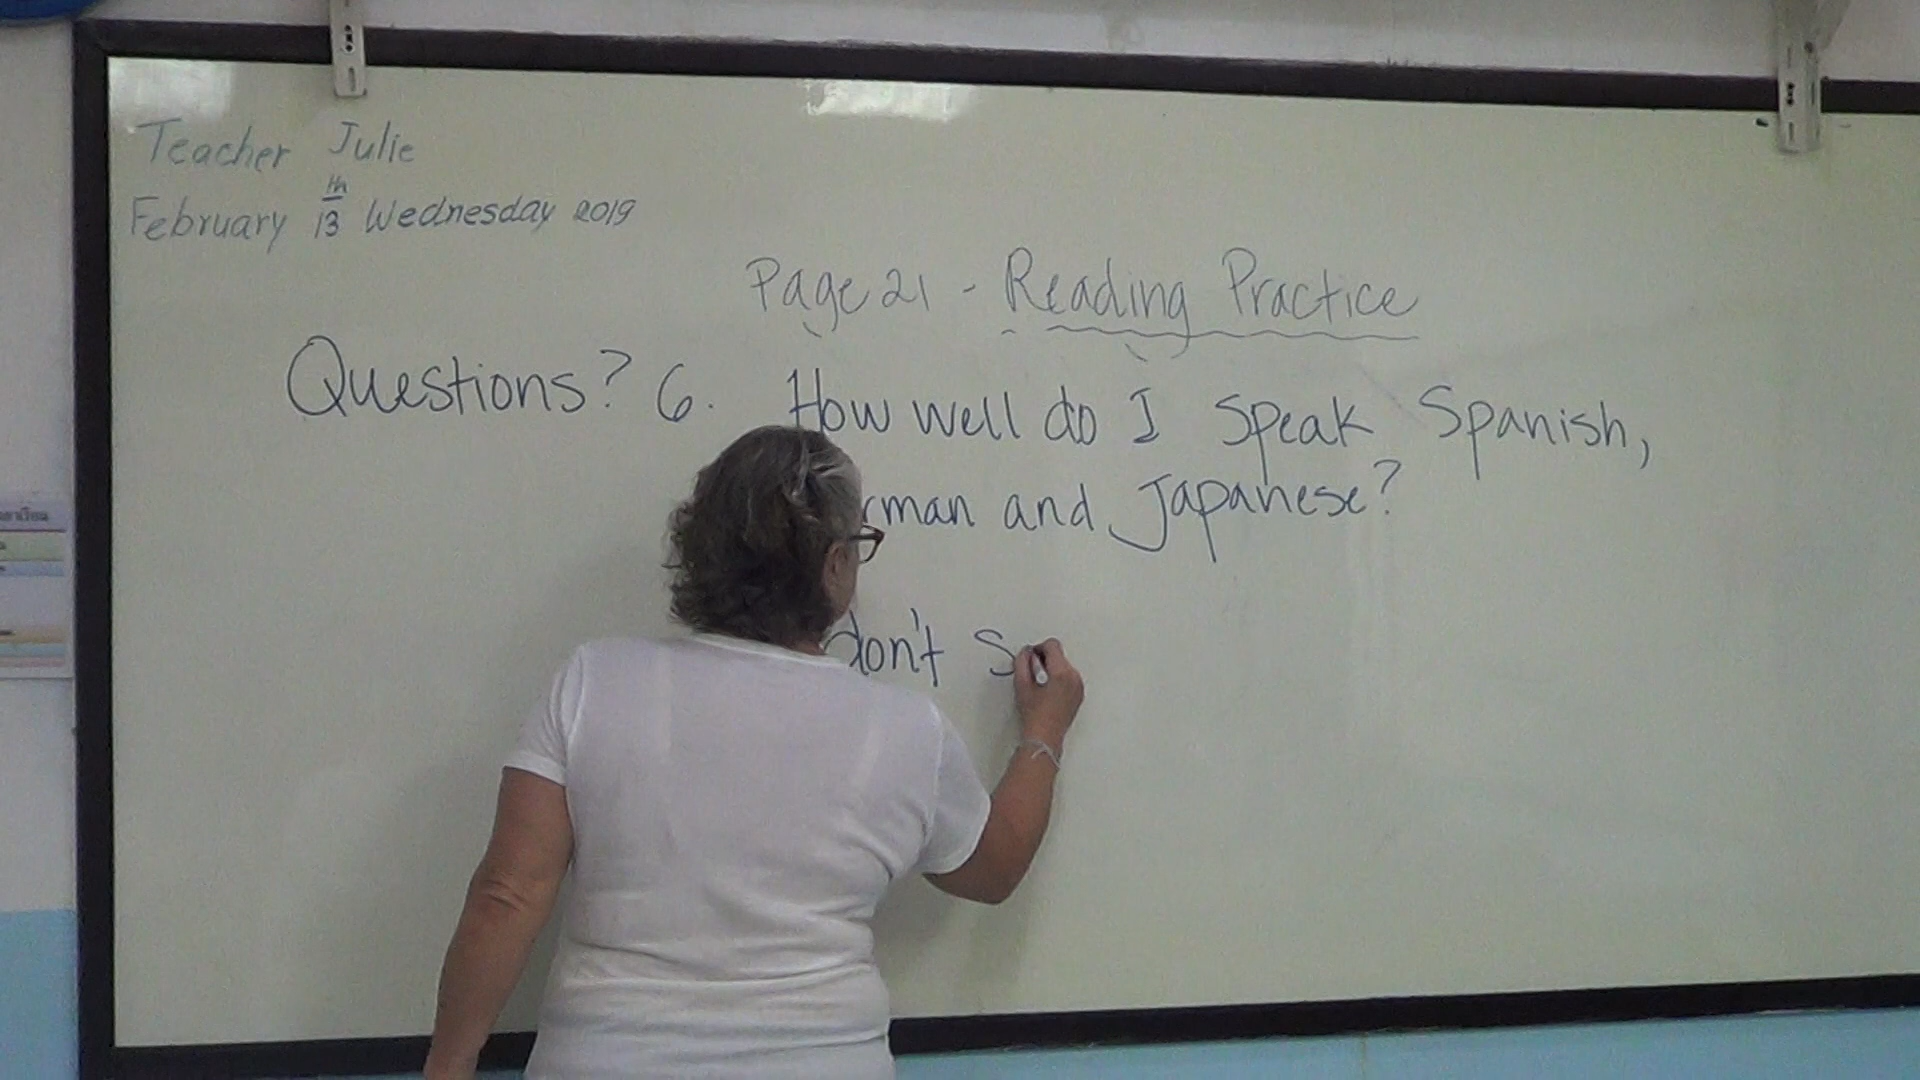 Teacher Julie
February 13th Wednesday 2019
Page 21 - Reading Practice
Questions? 6. How well do I speak Spanish,
rman and Japanese?
don't S